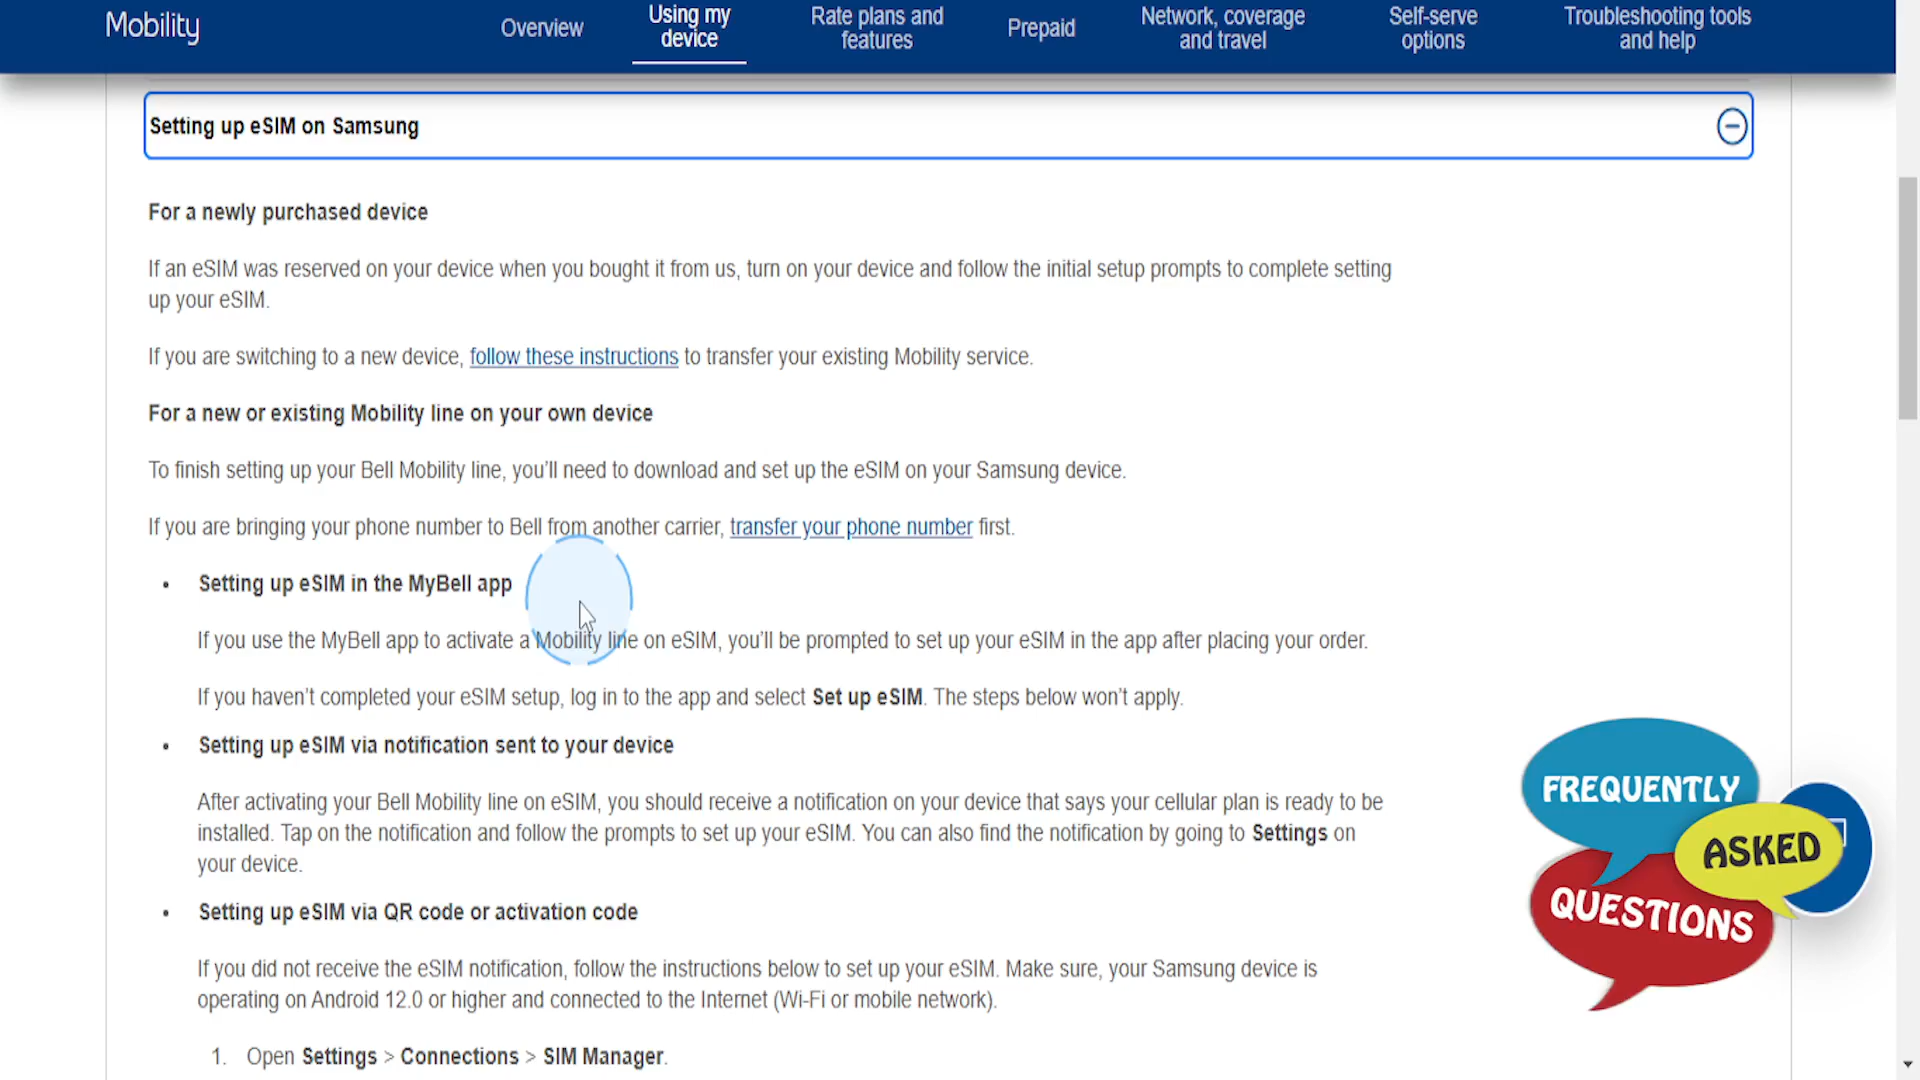 Mobility
Overview
Using my
device
Rate plans and
features
Prepaid
Network, coverage
and travel
Self-serve
options
Troubleshooting tools
and help
Setting up eSIM on Samsung
For a newly purchased device
If an eSIM was reserved on your device when you bought it from us, turn on your device and follow the initial setup prompts to complete setting
up your eSIM.
If you are switching to a new device, follow these instructions to transfer your existing Mobility service.
For a new or existing Mobility line on your own device
To finish setting up your Bell Mobility line, you'll need to download and set up the eSIM on your Samsung device.
If you are bringing your phone number to Bell from another carrier, transfer your phone number first.
• Setting up eSIM in the MyBell app
If you use the MyBell app to activate a Mobility line on eSIM, you'll be prompted to set up your eSIM in the app after placing your order.
If you haven't completed your eSIM setup, log in to the app and select Set up eSIM. The steps below won't apply.
• Setting up eSIM via notification sent to your device
After activating your Bell Mobility line on eSIM, you should receive a notification on your device that says your cellular plan is ready to be
installed. Tap on the notification and follow the prompts to set up your eSIM. You can also find the notification by going to Settings on
your device.
• Setting up eSIM via QR code or activation code
If you did not receive the eSIM notification, follow the instructions below to set up your eSIM. Make sure, your Samsung device is
operating on Android 12.0 or higher and connected to the Internet (Wi-Fi or mobile network).
1. Open Settings > Connections > SIM Manager.
FREQUENTLY
ASKED
QUESTIONS